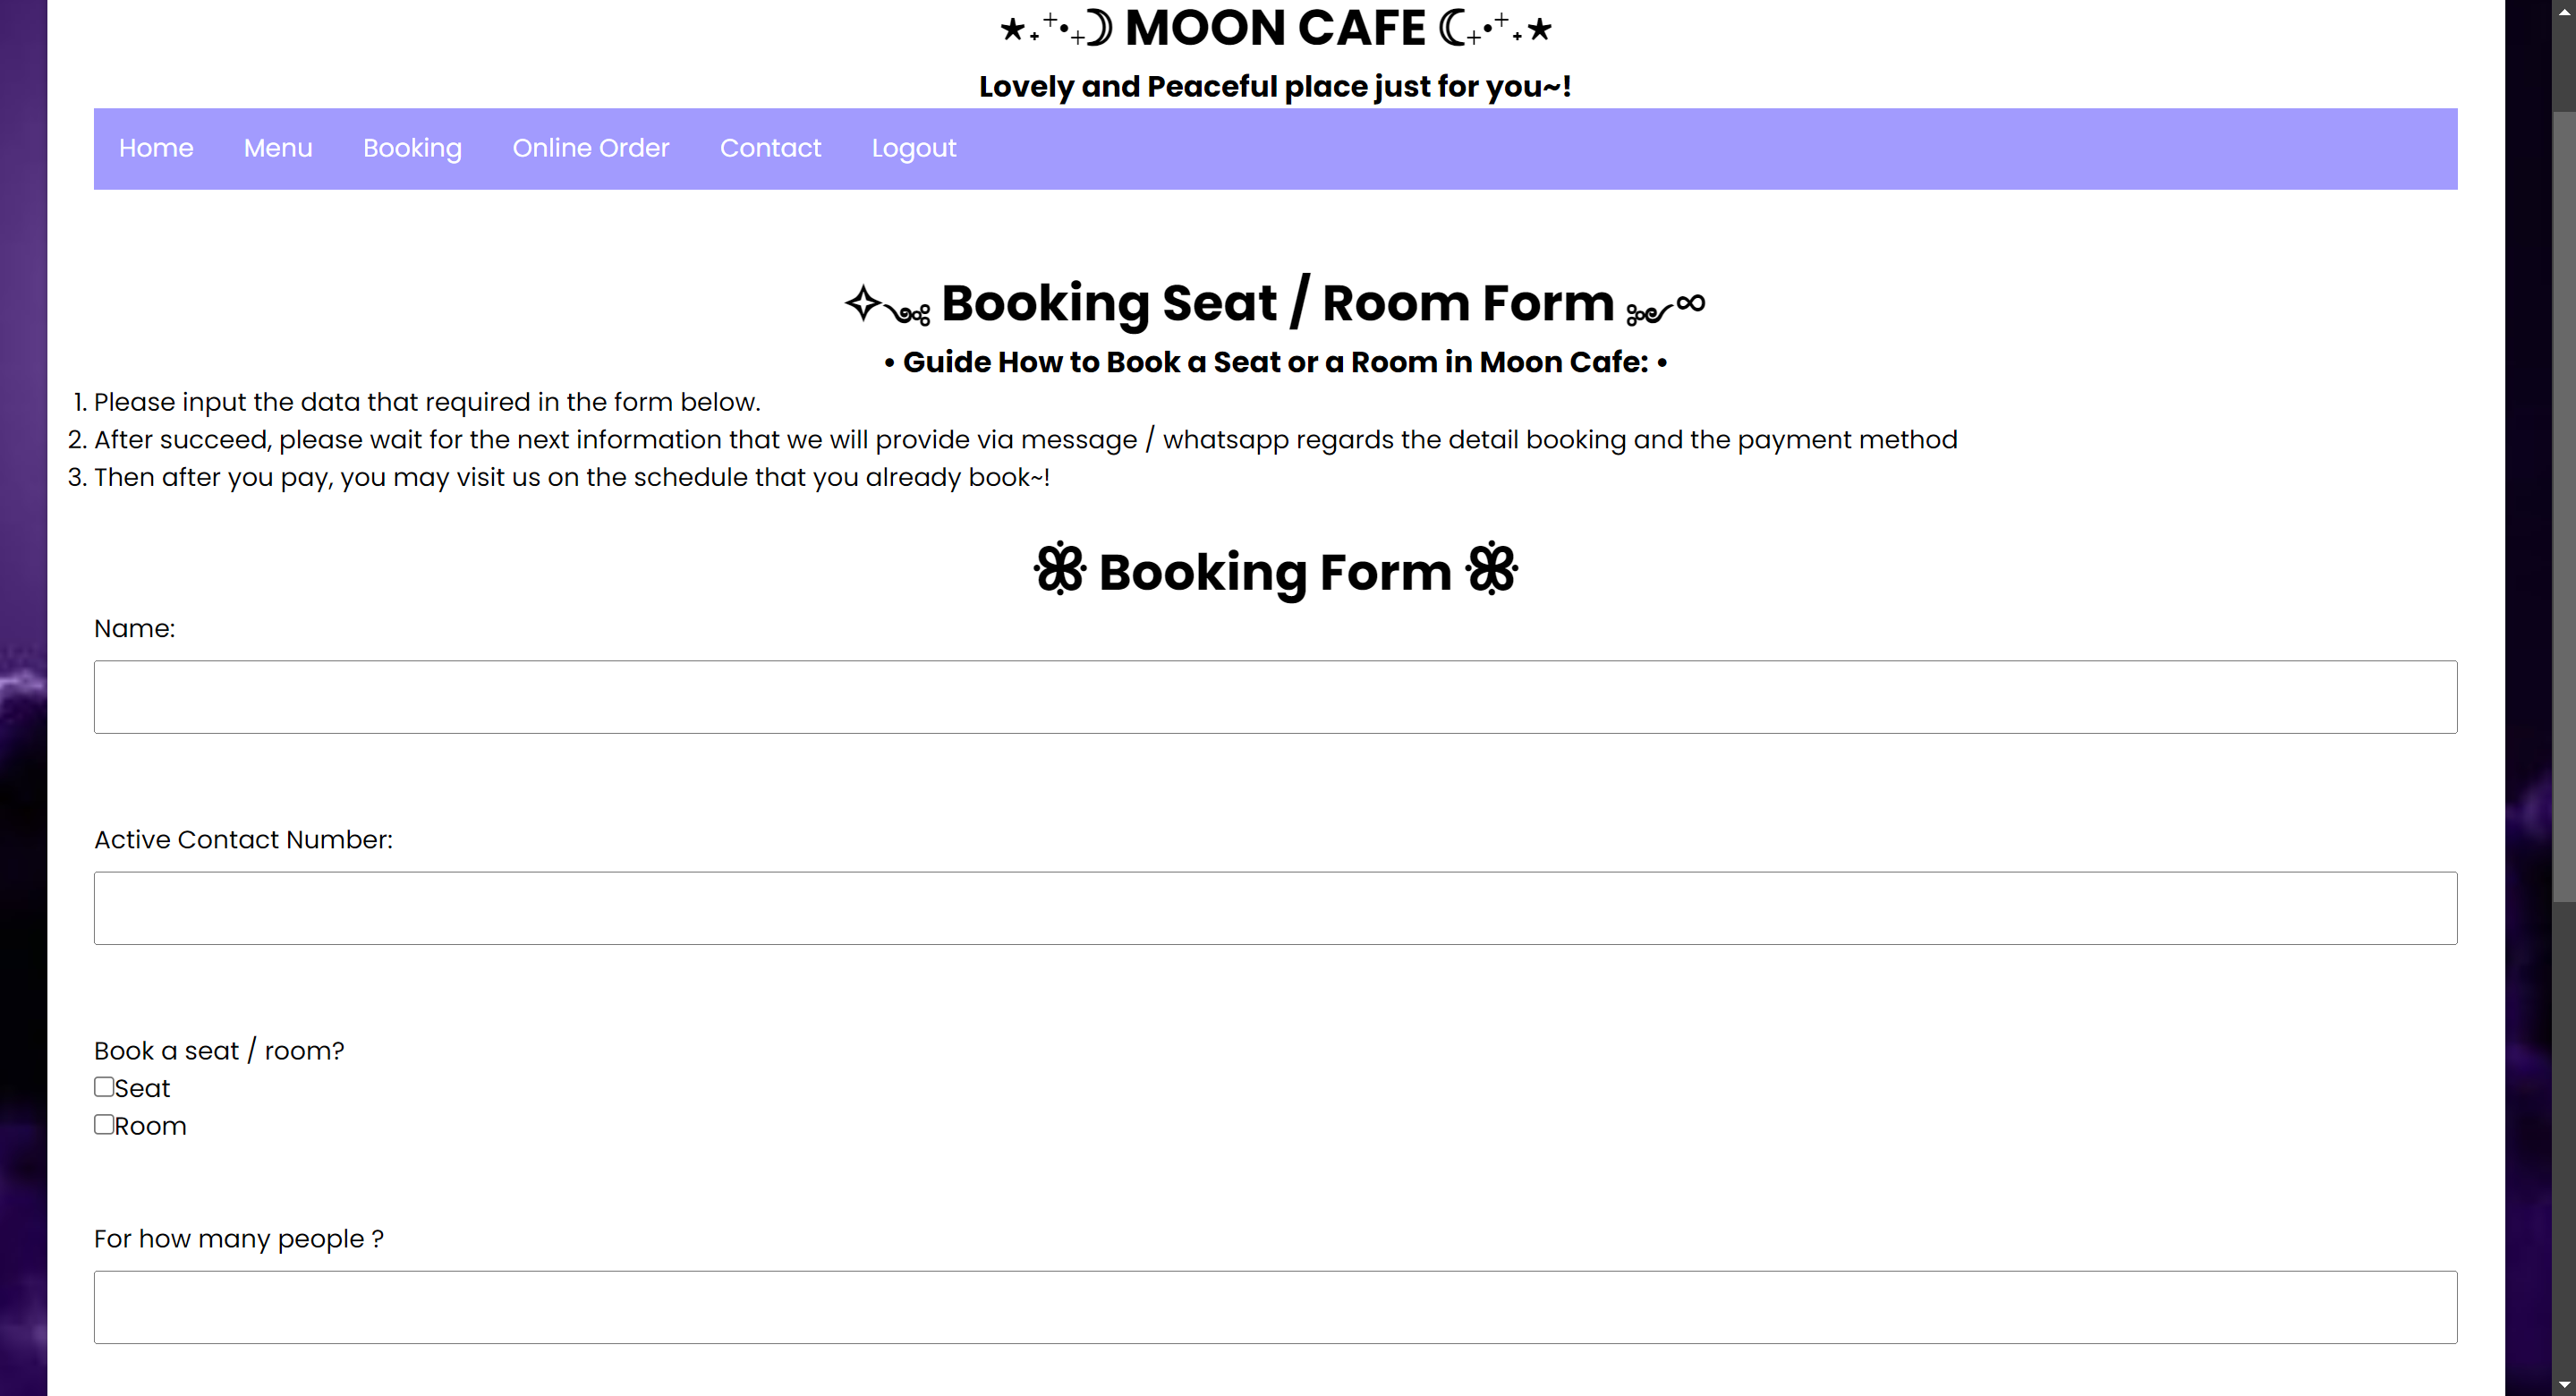 ★˖⁺•₊☽ MOON CAFE ☾₊•⁺˖★
Lovely and Peaceful place just for you~!
Home Menu Booking Online Order Contact Logout
✧༺ Booking Seat / Room Form ༻∞
• Guide How to Book a Seat or a Room in Moon Cafe: •
1. Please input the data that required in the form below.
2. After succeed, please wait for the next information that we will provide via message / whatsapp regards the detail booking and the payment method
3. Then after you pay, you may visit us on the schedule that you already book~!
ꕥ Booking Form ꕥ
Name:
Active Contact Number:
Book a seat / room?
Seat
Room
For how many people ?